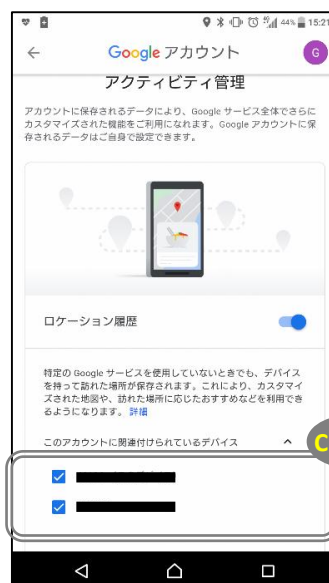 44% 15:21
Google アカウント
G
アクティビティ管理
アカウントに保存されるデータにより、Google サービス全体でさらに
カスタマイズされた機能をご利用になれます。Google アカウントに保
存されるデータはご自身で設定できます。
ロケーション履歴
特定の Google サービスを使用していないときでも、デバイス
を持って訪れた場所が保存されます。これにより、カスタマイ
ズされた地図や、訪れた場所に応じたおすすめなどを利用でき
るようになります。詳細
このアカウントに関連付けられているデバイス
C